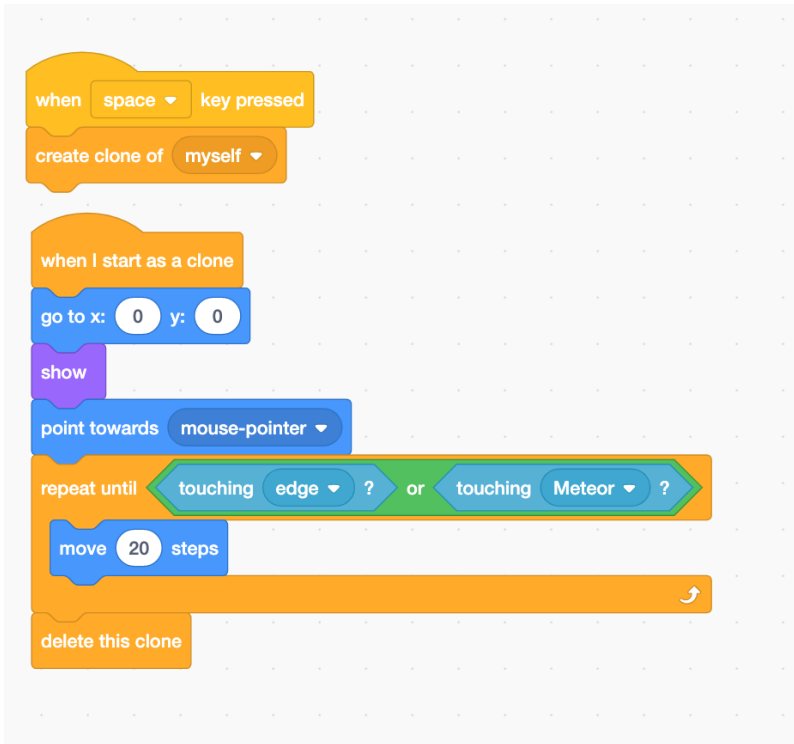 when space key pressed
create clone of myself
when I start as a clone
go to x: 0 y: 0
show
point towards mouse-pointer
repeat until touching edge ? or touching Meteor ?
move 20 steps
delete this clone